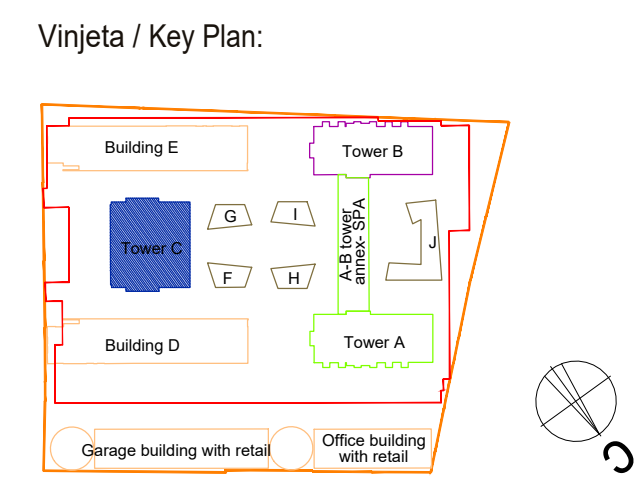 Vinjeta / Key Plan:
Building E
Tower B
G
I
Tower C
A-B tower
annex- SPA
J
F
H
Building D
Tower A
Garage building with retail
Office building
with retail